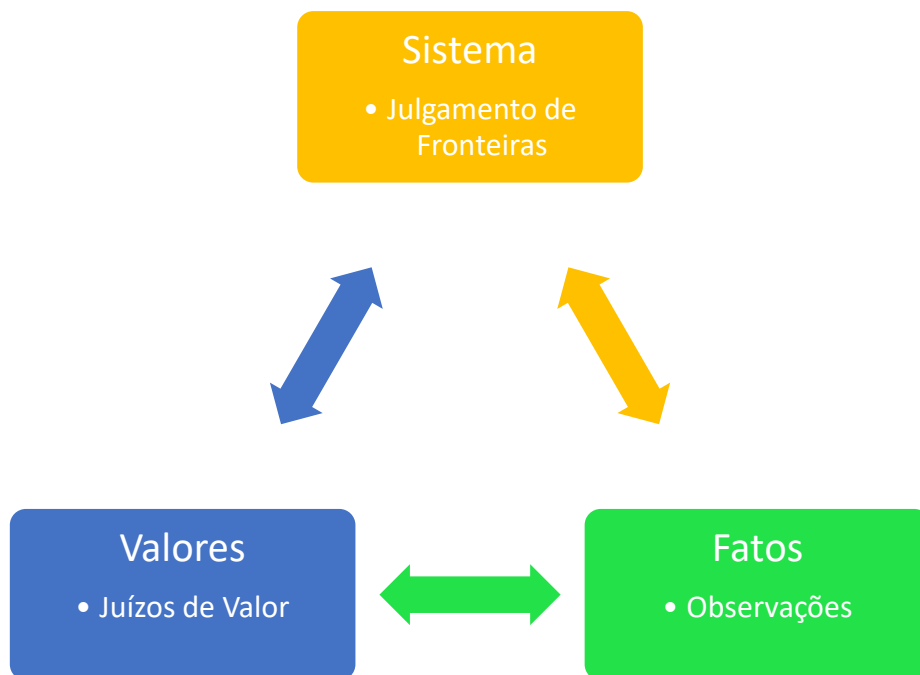 Sistema
• Julgamento de
Fronteiras
Valores
• Juízos de Valor
Fatos
• Observações